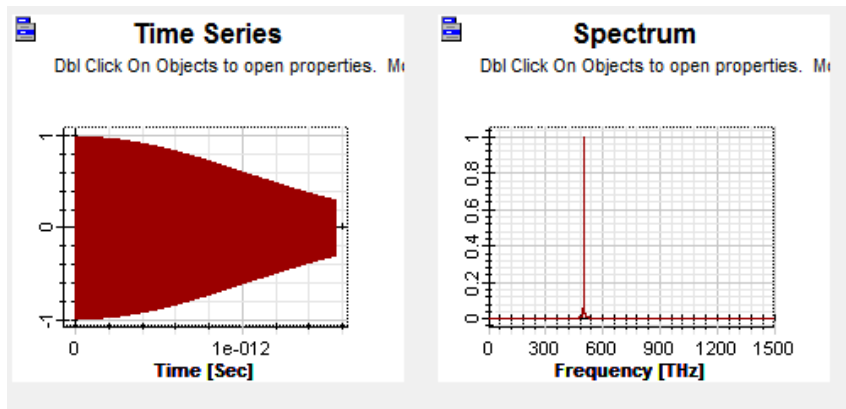 Time Series
Dbl Click On Objects to open properties.
1
0
-1
0
1e-012
Time [Sec]
Spectrum
Dbl Click On Objects to open properties.
1
0.8
0.6
0.4
0.2
0
0 300 600 900 1200 1500
Frequency [THz]